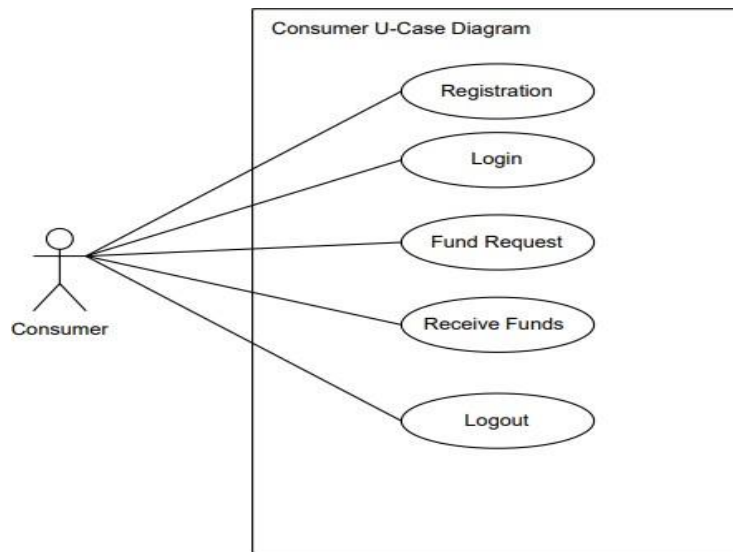 Consumer U-Case Diagram
Registration
Login
Fund Request
Receive Funds
Consumer
Logout